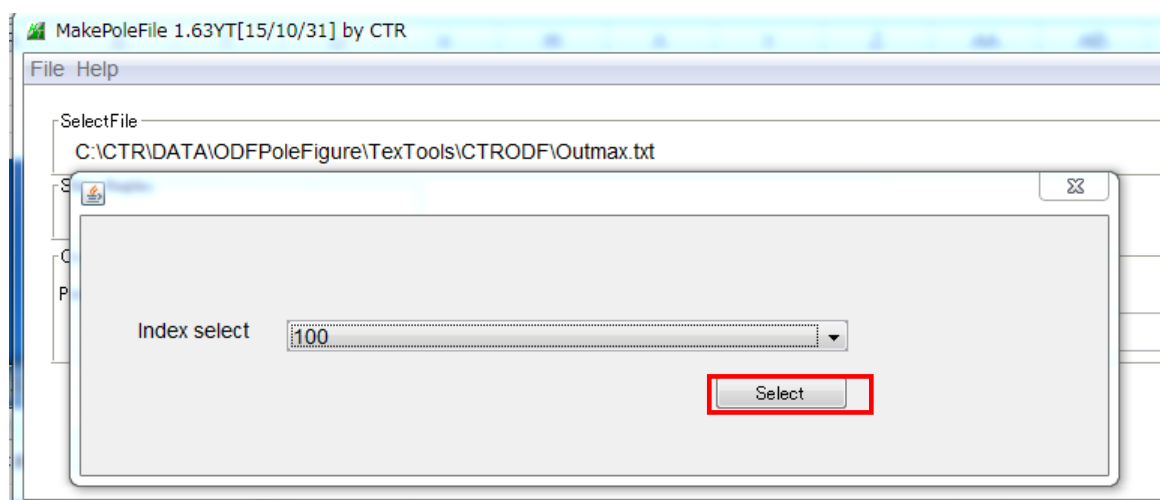 MakePoleFile 1.63YT[15/10/31] by CTR
File Help
SelectFile
C:\CTR\DATA\ODFPoleFigure\TexTools\CTRODF\Outmax.txt
Index select
100
Select